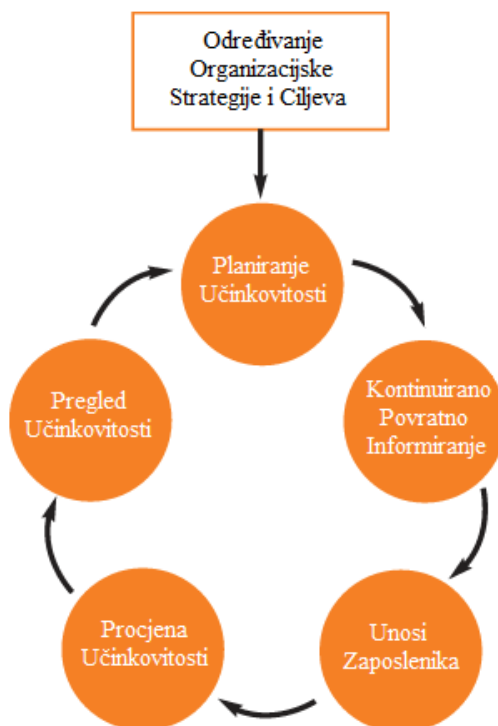 Određivanje
Organizacijske
Strategije i Ciljeva
Planiranje
Učinkovitosti
Kontinuirano
Povratno
Informiranje
Unosi
Zaposlenika
Procjena
Učinkovitosti
Pregled
Učinkovitosti